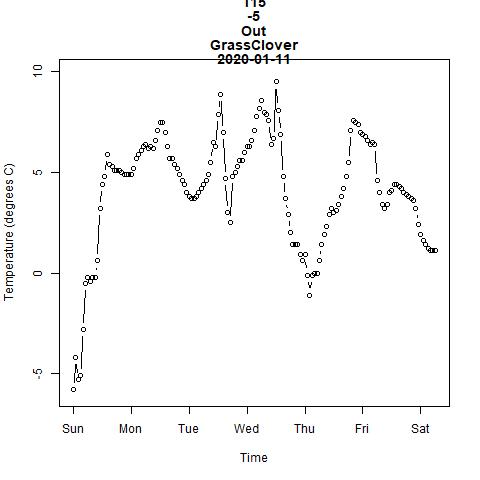 T15
-5
Out
GrassClover
2020-01-11
Temperature (degrees C)
10
5
0
-5
Sun Mon Tue Wed Thu Fri Sat
Time